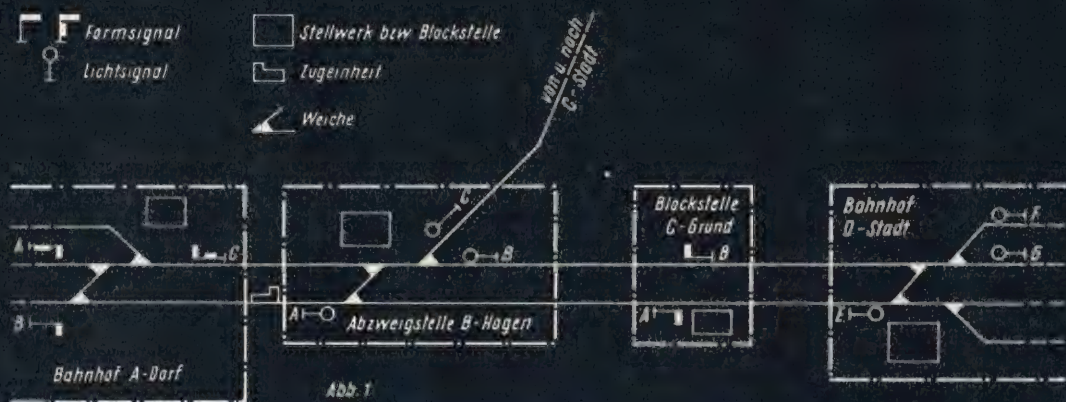 Formsignal
Lichtsignal
Stellwerk bzw Blockstelle
Zugeinheit
Weiche
von u. nach
C-Stadt
A
B
C
Bahnhof A-Dorf
C
B
A
Abzweigstelle B-Hagen
Blockstelle
C-Grund
B
A
Bahnhof
D-Stadt
F
G
E
Abb. 1